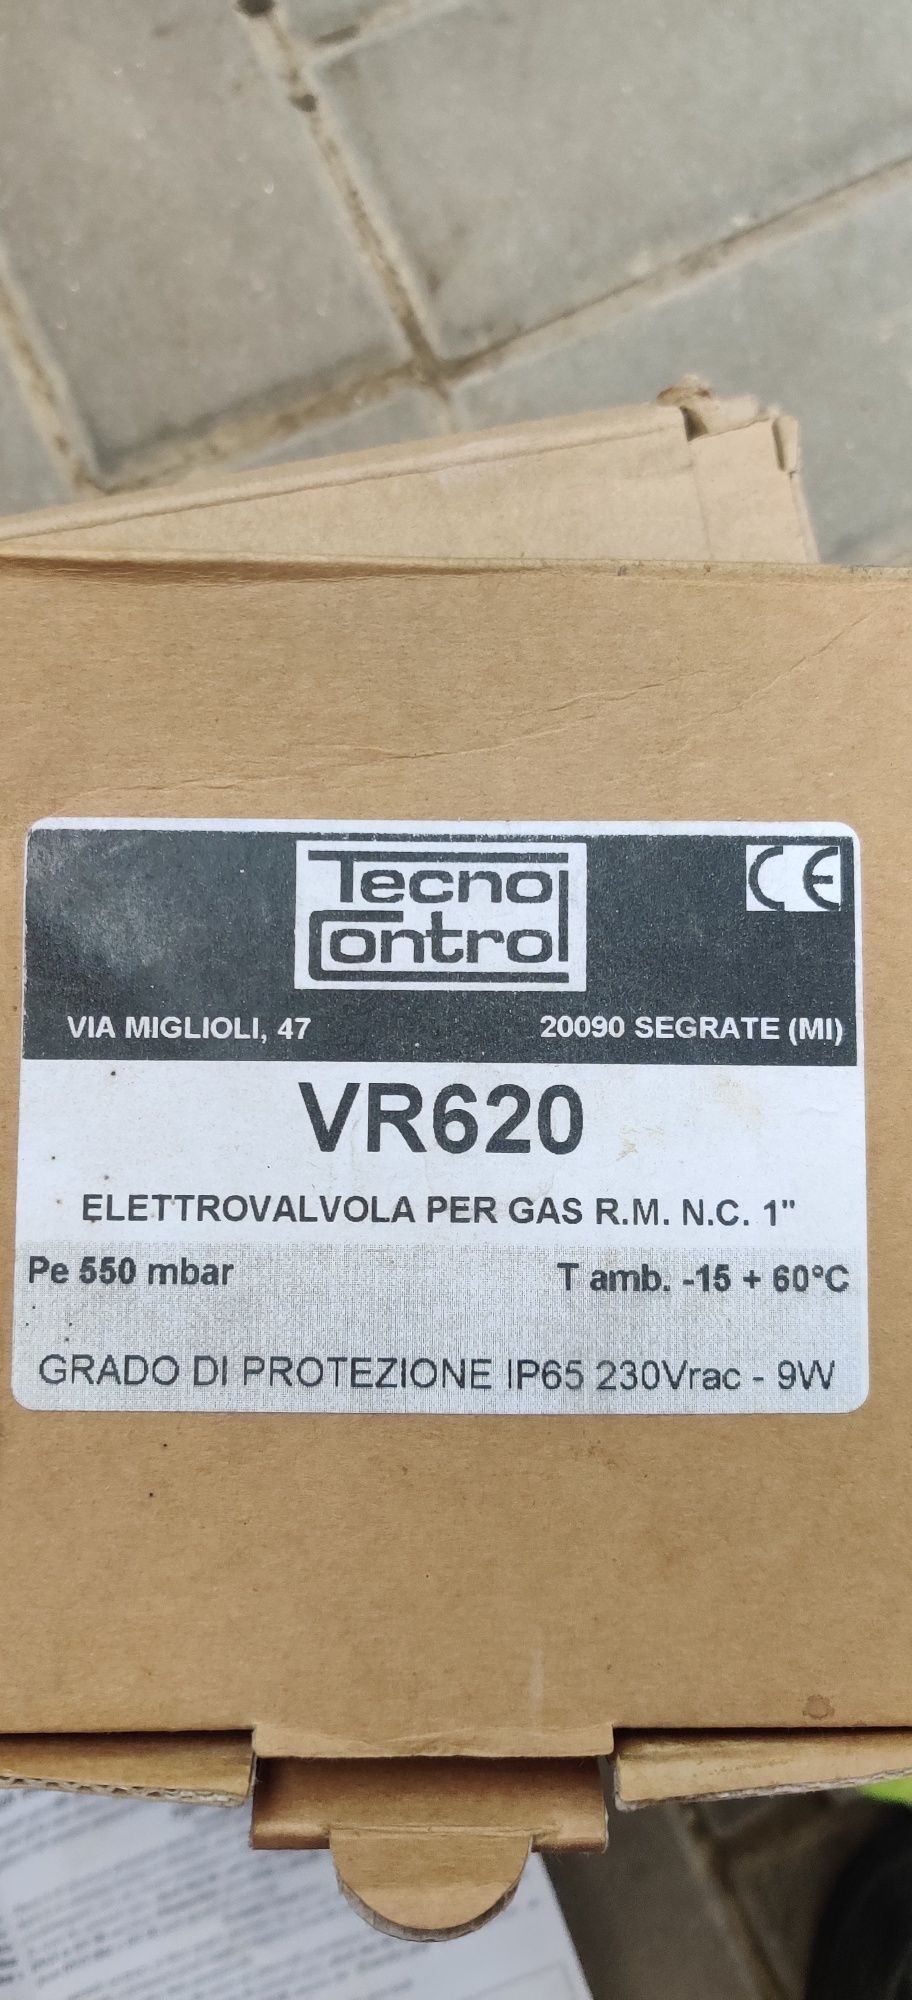 Tecno
Control
CE
VIA MIGLIOLI, 47 20090 SEGRATE (MI)
VR620
ELETTROVALVOLA PER GAS R.M. N.C. 1"
Pe 550 mbar T amb. -15 + 60°C
GRADO DI PROTEZIONE IP65 230Vrac - 9W